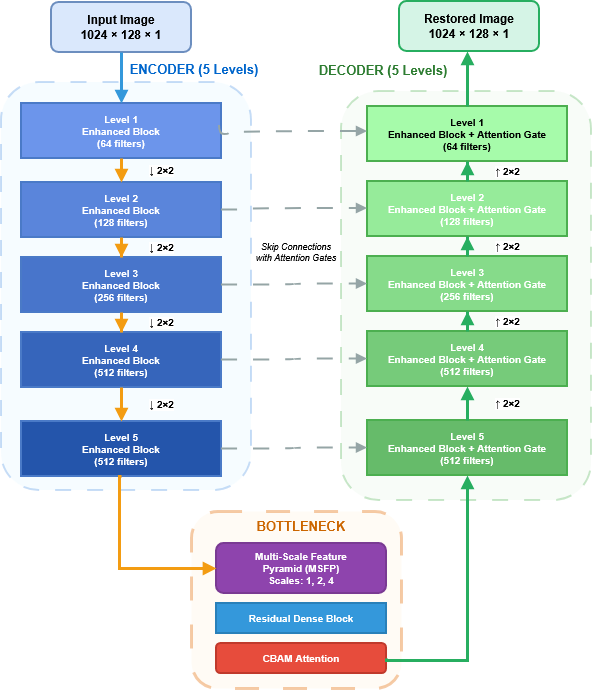 Input Image
1024 × 128 × 1
Restored Image
1024 × 128 × 1
ENCODER (5 Levels)
DECODER (5 Levels)
Level 1
Enhanced Block
(64 filters)
↓ 2×2
Level 2
Enhanced Block
(128 filters)
↓ 2×2
Level 3
Enhanced Block
(256 filters)
↓ 2×2
Level 4
Enhanced Block
(512 filters)
↓ 2×2
Level 5
Enhanced Block
(512 filters)
Skip Connections
with Attention Gates
Level 1
Enhanced Block + Attention Gate
(64 filters)
↑ 2×2
Level 2
Enhanced Block + Attention Gate
(128 filters)
↑ 2×2
Level 3
Enhanced Block + Attention Gate
(256 filters)
↑ 2×2
Level 4
Enhanced Block + Attention Gate
(512 filters)
↑ 2×2
Level 5
Enhanced Block + Attention Gate
(512 filters)
BOTTLENECK
Multi-Scale Feature
Pyramid (MSFP)
Scales: 1, 2, 4
Residual Dense Block
CBAM Attention